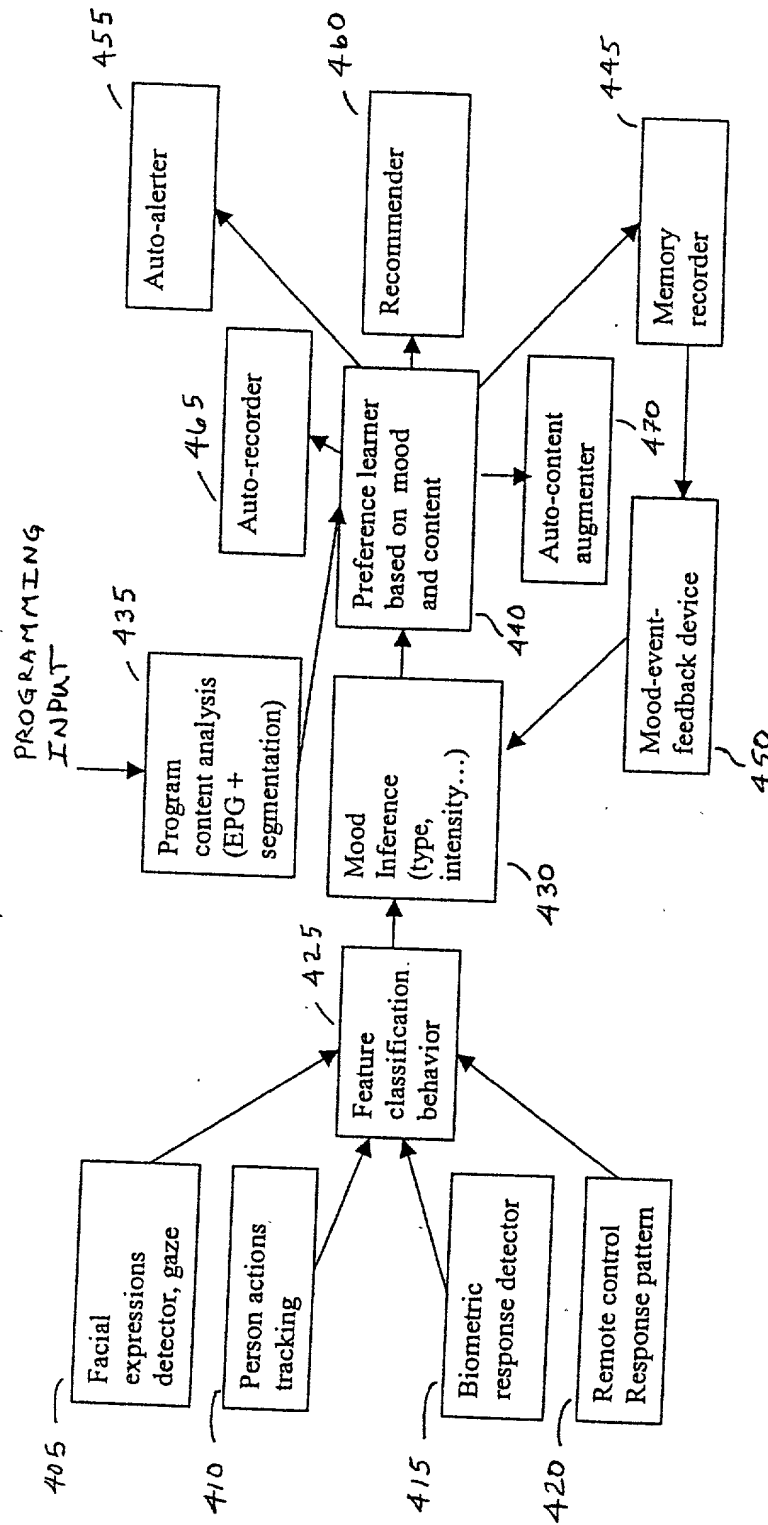 405
Facial
expressions
detector, gaze
410
Person actions
tracking
415
Biometric
response detector
420
Remote control
Response pattern
425
Feature
classification
behavior
430
Mood
Inference
(type,
intensity...)
PROGRAMMING
INPUT
435
Program
content analysis
(EPG +
segmentation)
440
Preference learner
based on mood
and content
465
Auto-recorder
455
Auto-alerter
460
Recommender
470
Auto-content
augmenter
445
Memory
recorder
450
Mood-event-
feedback device